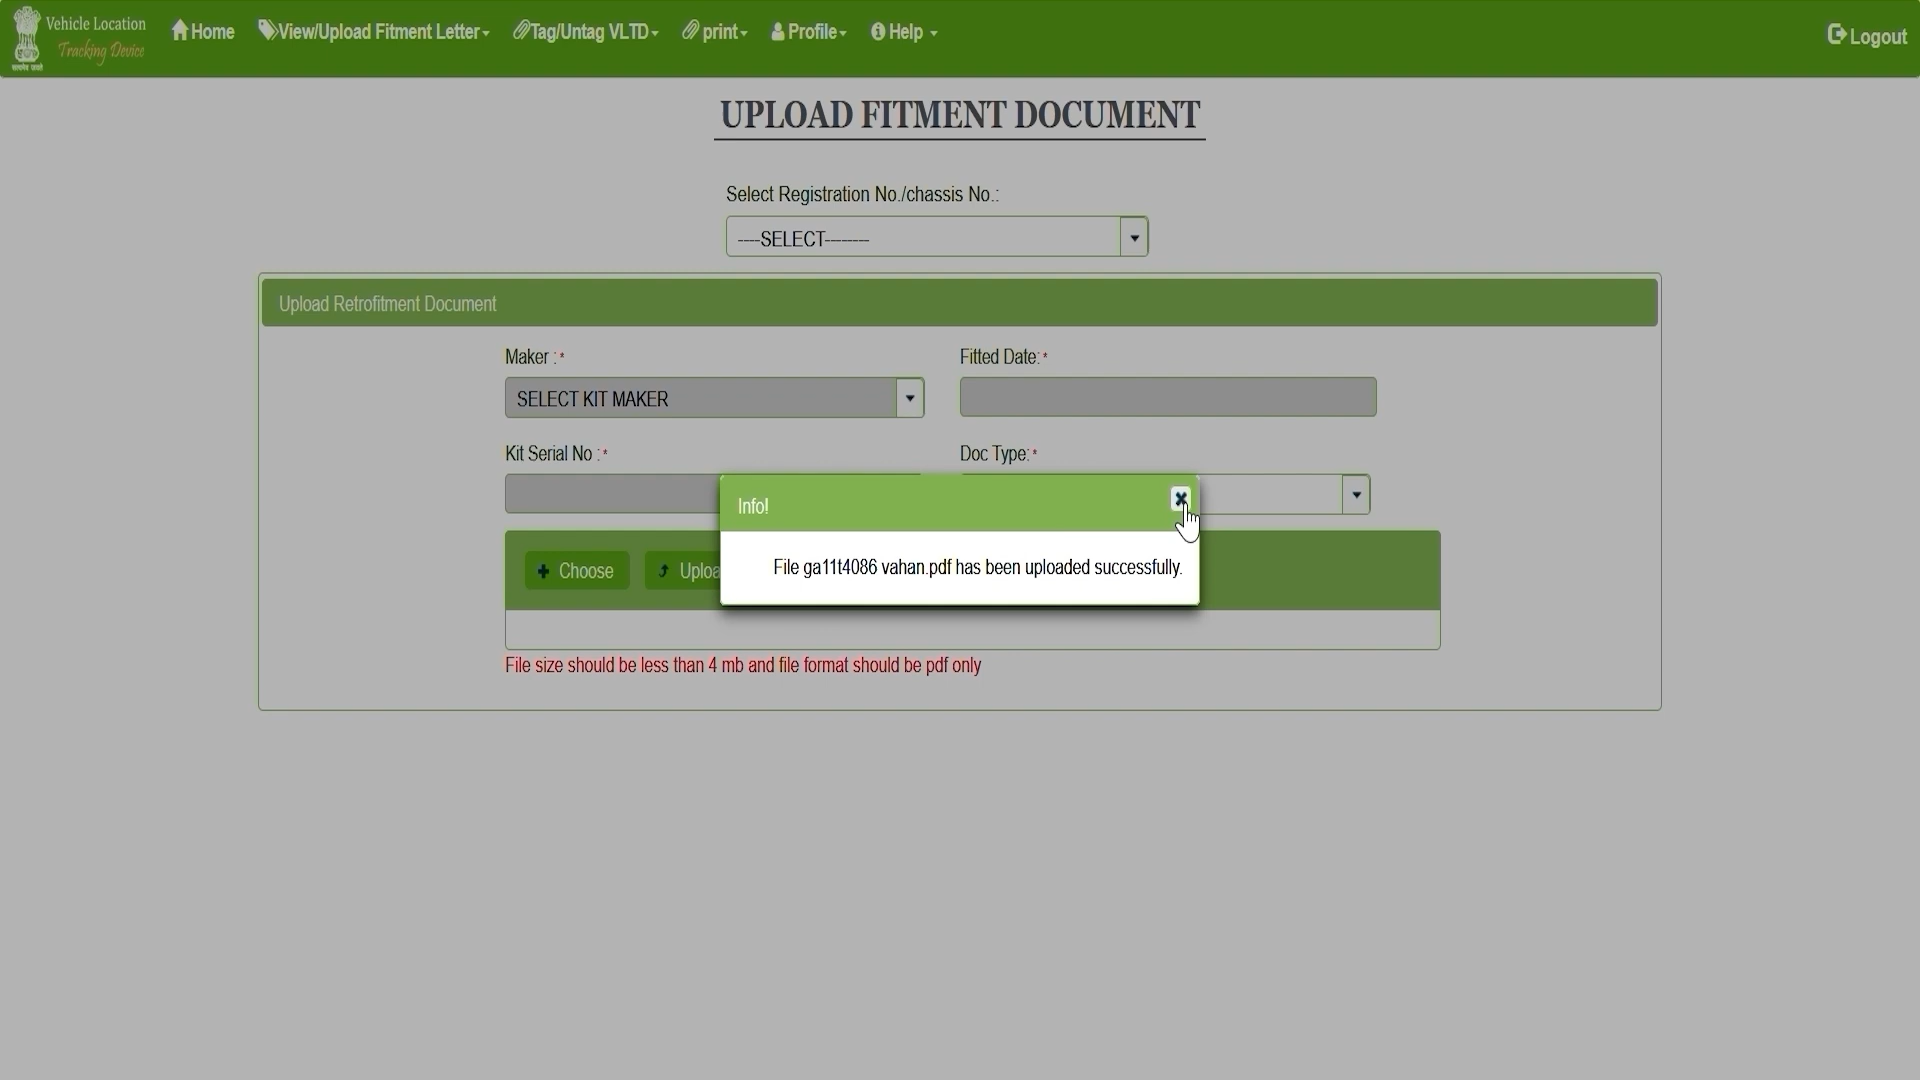 Vehicle Location
Tracking Device
Home View/Upload Fitment Letter Tag/Untag VLTD print Profile Help Logout
UPLOAD FITMENT DOCUMENT
Select Registration No./chassis No.:
----SELECT--------
Upload Retrofitment Document
Maker :* Fitted Date:*
SELECT KIT MAKER
Kit Serial No :* Doc Type:*
Info!
File ga11t4086 vahan.pdf has been uploaded successfully.
Choose Uploa
File size should be less than 4 mb and file format should be pdf only